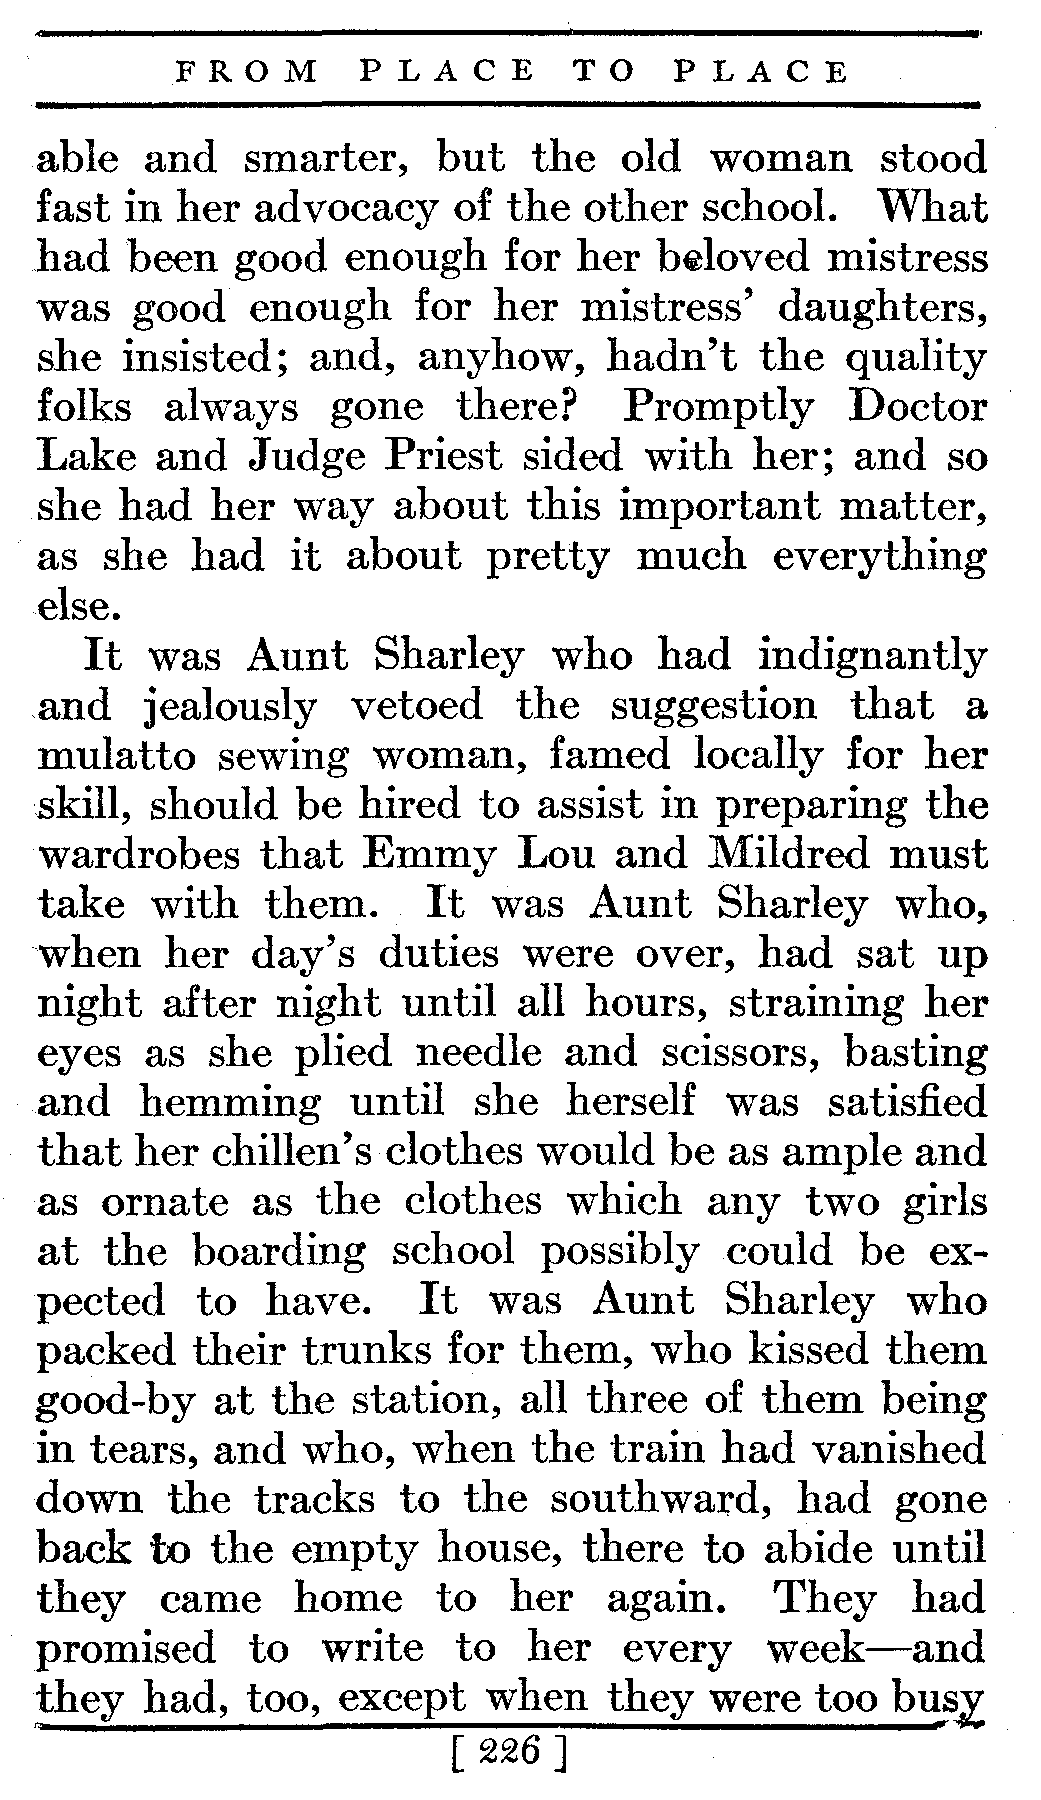 FROM PLACE TO PLACE
able and smarter, but the old woman stood
fast in her advocacy of the other school. What
had been good enough for her beloved mistress
was good enough for her mistress' daughters,
she insisted; and, anyhow, hadn't the quality
folks always gone there? Promptly Doctor
Lake and Judge Priest sided with her; and so
she had her way about this important matter,
as she had it about pretty much everything
else.
It was Aunt Sharley who had indignantly
and jealously vetoed the suggestion that a
mulatto sewing woman, famed locally for her
skill, should be hired to assist in preparing the
wardrobes that Emmy Lou and Mildred must
take with them. It was Aunt Sharley who,
when her day's duties were over, had sat up
night after night until all hours, straining her
eyes as she plied needle and scissors, basting
and hemming until she herself was satisfied
that her chillen's clothes would be as ample and
as ornate as the clothes which any two girls
at the boarding school possibly could be ex-
pected to have. It was Aunt Sharley who
packed their trunks for them, who kissed them
good-by at the station, all three of them being
in tears, and who, when the train had vanished
down the tracks to the southward, had gone
back to the empty house, there to abide until
they came home to her again. They had
promised to write to her every week—and
they had, too, except when they were too busy
[ 226 ]